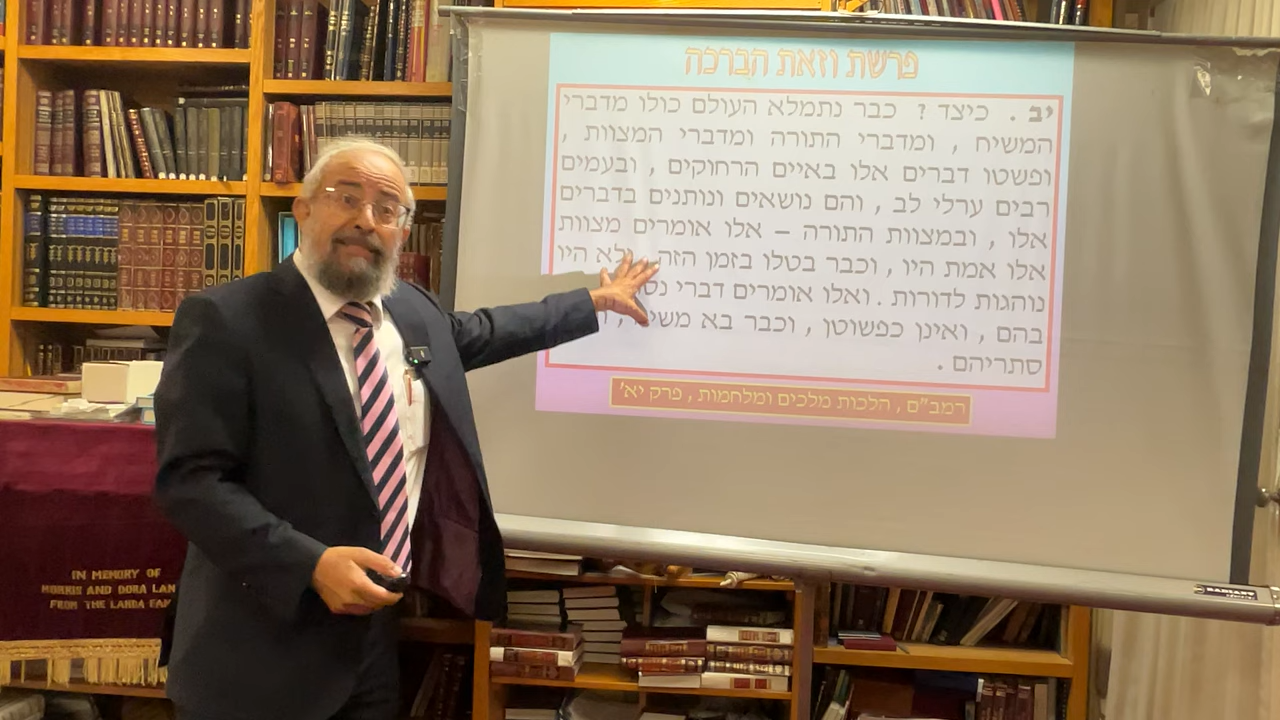 פרשת וזאת הברכה
יב . כיצד ? כבר נתמלא העולם כולו מדברי
המשיח , ומדברי התורה ומדברי המצוות ,
ופשטו דברים אלו באיים הרחוקים , ובעמים
רבים ערלי לב , והם נושאים ונותנים בדברים
אלו , ובמצוות התורה – אלו אומרים מצוות
אלו אמת היו , וכבר בטלו בזמן הזה היו
נוהגות לדורות . ואלו אומרים דברי
בהם , ואינן כפשוטן , וכבר בא
סתריהם .
רמב"ם , הלכות מלכים ומלחמות , פרק יא'
IN MEMORY OF
MORRIS AND DORA
FROM THE LANDA
RADIANT